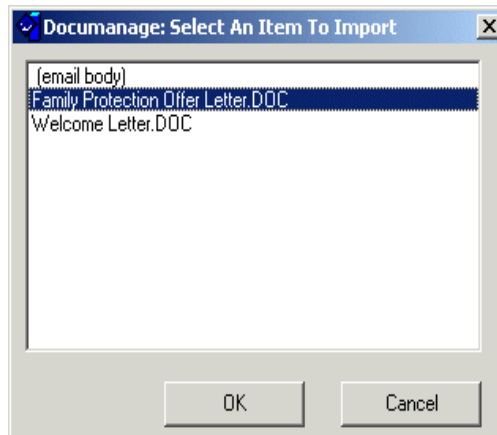 Documanage: Select An Item To Import
(email body)
Family Protection Offer Letter.DOC
Welcome Letter.DOC
OK Cancel